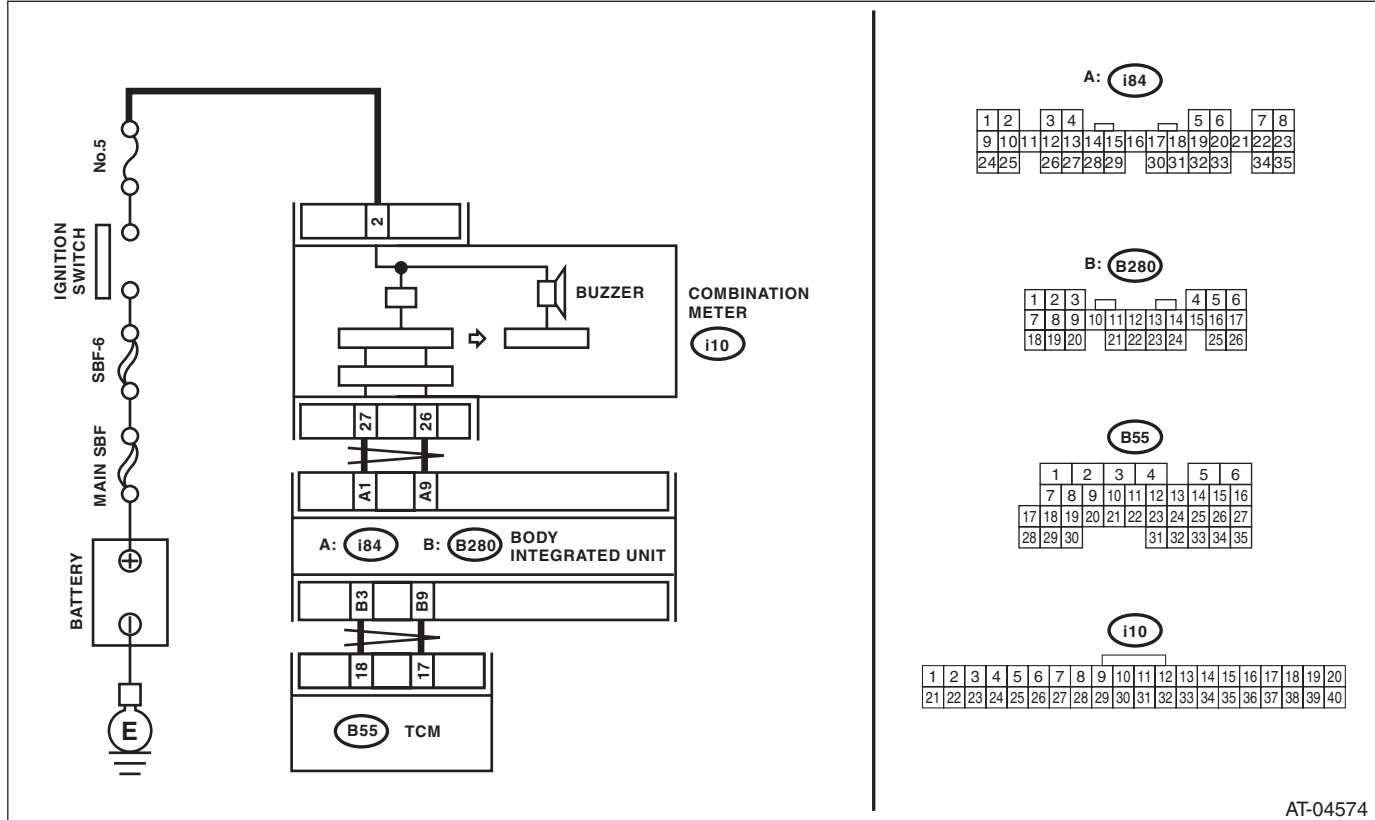 No.5
IGNITION
SWITCH
SBF-6
MAIN SBF
BATTERY
E
2
BUZZER
COMBINATION
METER
i10
27 26
A1 A9
A: i84 B: B280 BODY
INTEGRATED UNIT
B3 B9
18 17
B55 TCM
A: i84
1 2 3 4 5 6 7 8
9 10 11 12 13 14 15 16 17 18 19 20 21 22 23
24 25 26 27 28 29 30 31 32 33 34 35
B: B280
1 2 3 4 5 6
7 8 9 10 11 12 13 14 15 16 17
18 19 20 21 22 23 24 25 26
B55
1 2 3 4 5 6
7 8 9 10 11 12 13 14 15 16
17 18 19 20 21 22 23 24 25 26 27
28 29 30 31 32 33 34 35
i10
1 2 3 4 5 6 7 8 9 10 11 12 13 14 15 16 17 18 19 20
21 22 23 24 25 26 27 28 29 30 31 32 33 34 35 36 37 38 39 40
AT-04574